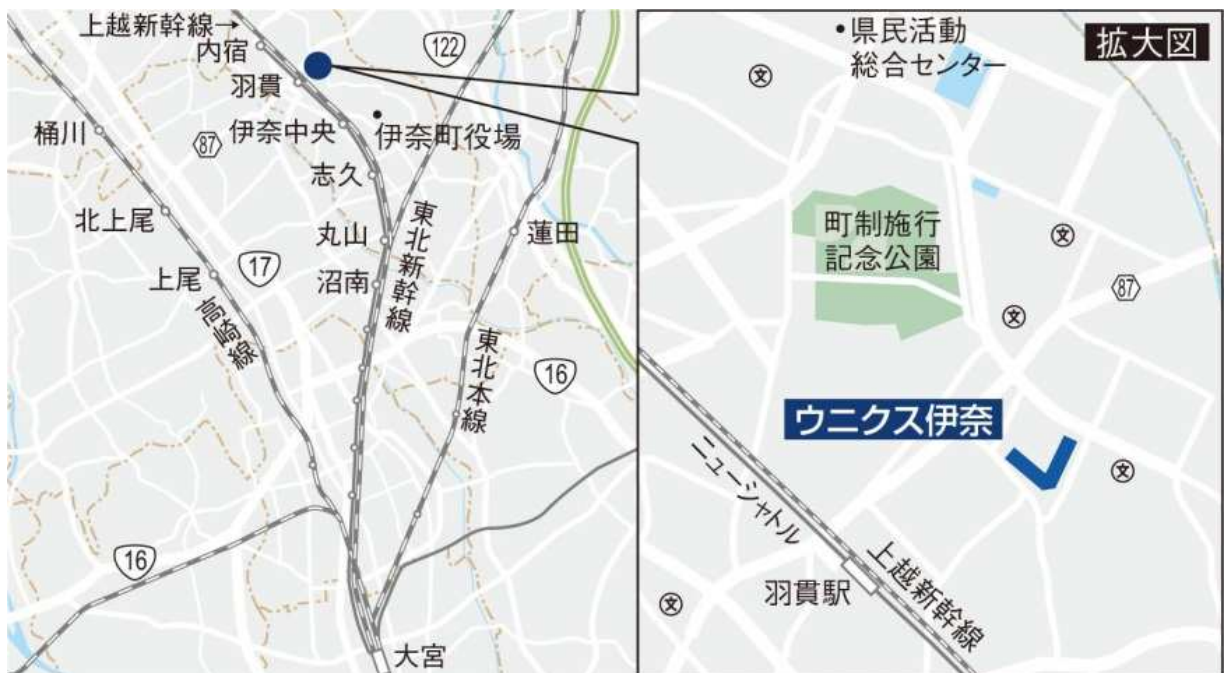 上越新幹線→
内宿
122
羽貫
桶川
87
伊奈中央
伊奈町役場
志久
北上尾
丸山
東北新幹線
蓮田
上尾
17
沼南
高崎線
東北本線
16
16
大宮
拡大図
県民活動
総合センター
文
町制施行
記念公園
文
87
文
ウニクス伊奈
文
ニューシャトル
上越新幹線
羽貫駅
文